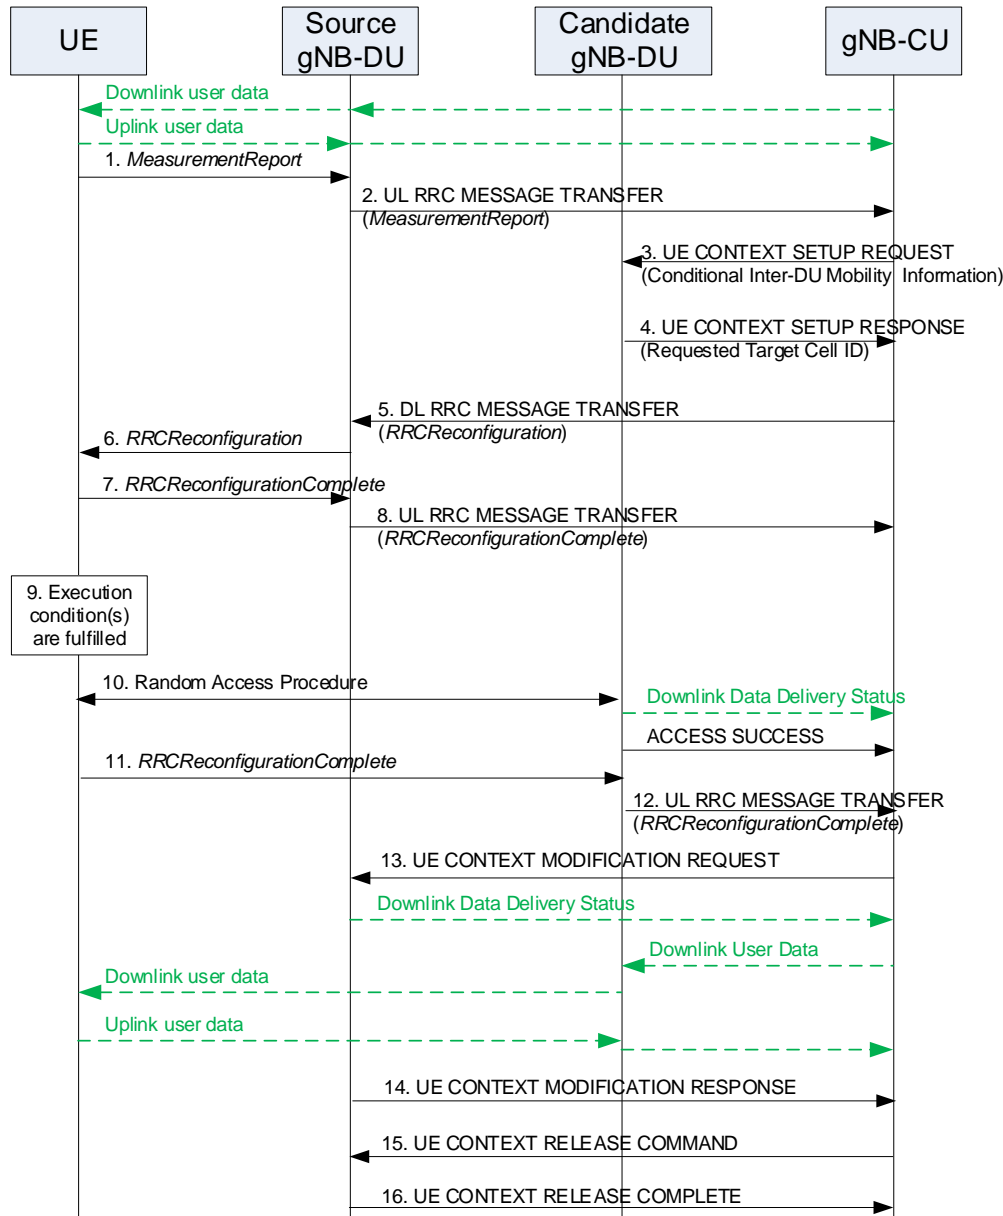 UE
Source
gNB-DU
Candidate
gNB-DU
gNB-CU
Downlink user data
Uplink user data
1. MeasurementReport
2. UL RRC MESSAGE TRANSFER
(MeasurementReport)
3. UE CONTEXT SETUP REQUEST
(Conditional Inter-DU Mobility Information)
4. UE CONTEXT SETUP RESPONSE
(Requested Target Cell ID)
5. DL RRC MESSAGE TRANSFER
(RRCReconfiguration)
6. RRCReconfiguration
7. RRCReconfigurationComplete
8. UL RRC MESSAGE TRANSFER
(RRCReconfigurationComplete)
9. Execution
condition(s)
are fulfilled
10. Random Access Procedure
Downlink Data Delivery Status
ACCESS SUCCESS
11. RRCReconfigurationComplete
12. UL RRC MESSAGE TRANSFER
(RRCReconfigurationComplete)
13. UE CONTEXT MODIFICATION REQUEST
Downlink Data Delivery Status
Downlink User Data
Downlink user data
Uplink user data
14. UE CONTEXT MODIFICATION RESPONSE
15. UE CONTEXT RELEASE COMMAND
16. UE CONTEXT RELEASE COMPLETE